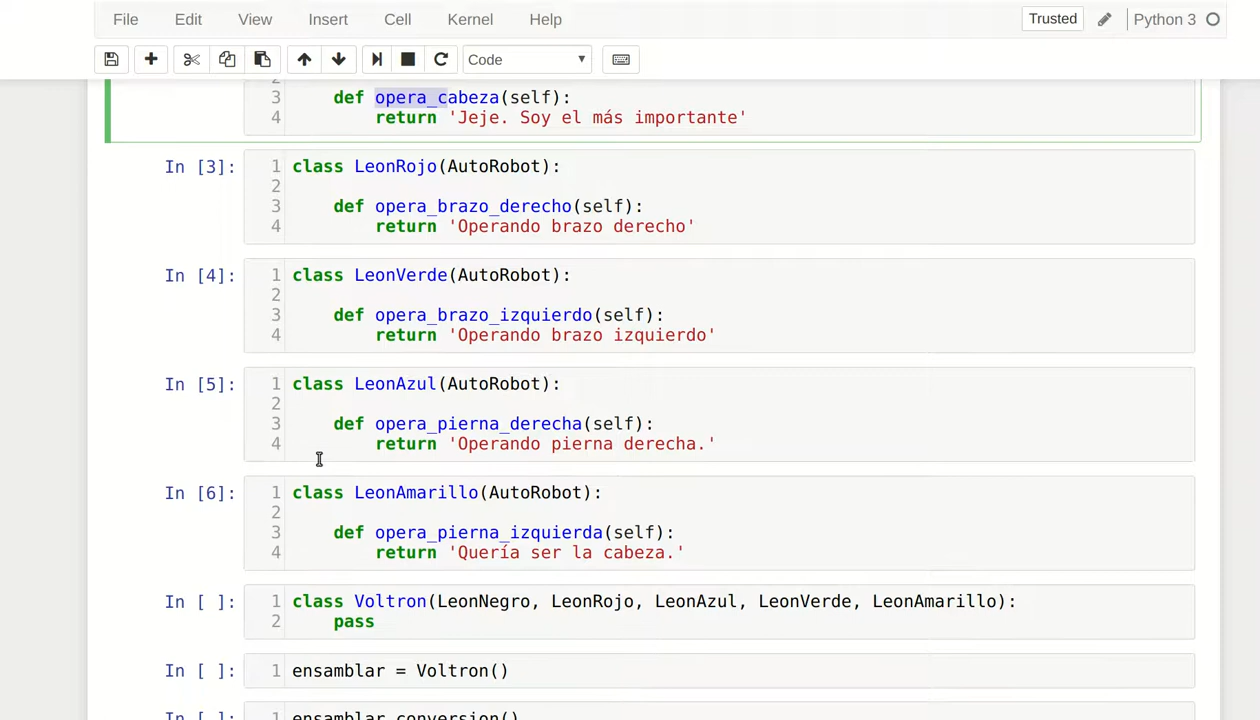 File Edit View Insert Cell Kernel Help Trusted Python 3
Code
2
3 def opera_cabeza(self):
4 return 'Jeje. Soy el más importante'
In [3]: 1 class LeonRojo(AutoRobot):
2
3 def opera_brazo_derecho(self):
4 return 'Operando brazo derecho'
In [4]: 1 class LeonVerde(AutoRobot):
2
3 def opera_brazo_izquierdo(self):
4 return 'Operando brazo izquierdo'
In [5]: 1 class LeonAzul(AutoRobot):
2
3 def opera_pierna_derecha(self):
4 return 'Operando pierna derecha.'
In [6]: 1 class LeonAmarillo(AutoRobot):
2
3 def opera_pierna_izquierda(self):
4 return 'Quería ser la cabeza.'
In [ ]: 1 class Voltron(LeonNegro, LeonRojo, LeonAzul, LeonVerde, LeonAmarillo):
2 pass
In [ ]: 1 ensamblar = Voltron()
In [ ]: 1 ensamblar.conversion()